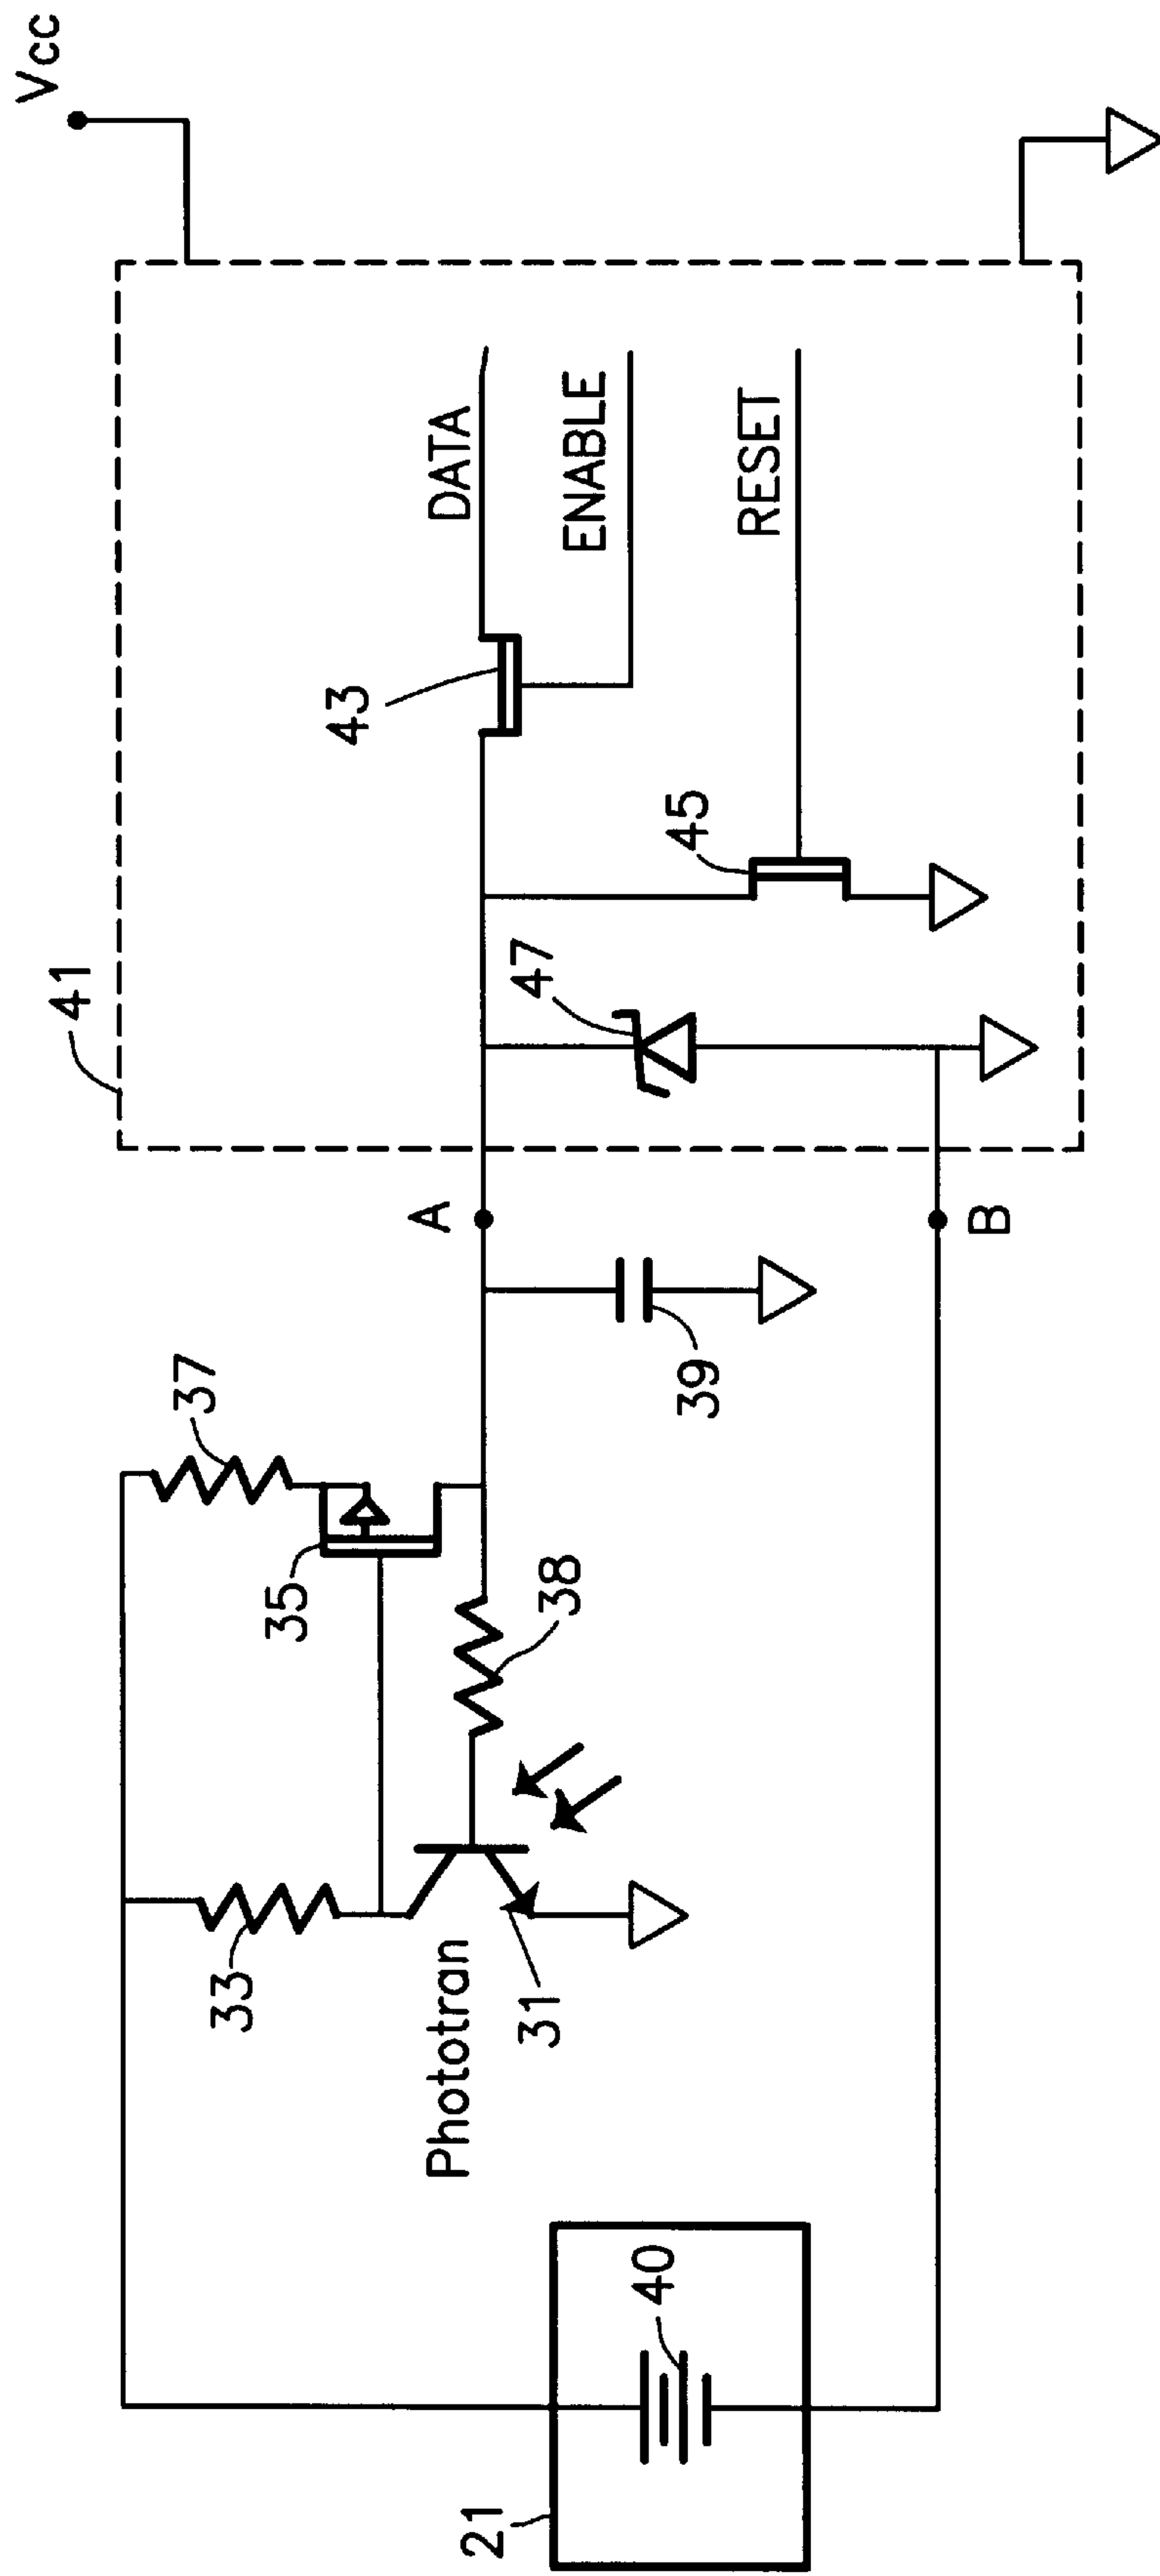 Vcc
41
DATA
43
ENABLE
RESET
45
47
A
B
37
39
35
38
33
Phototran
31
40
21